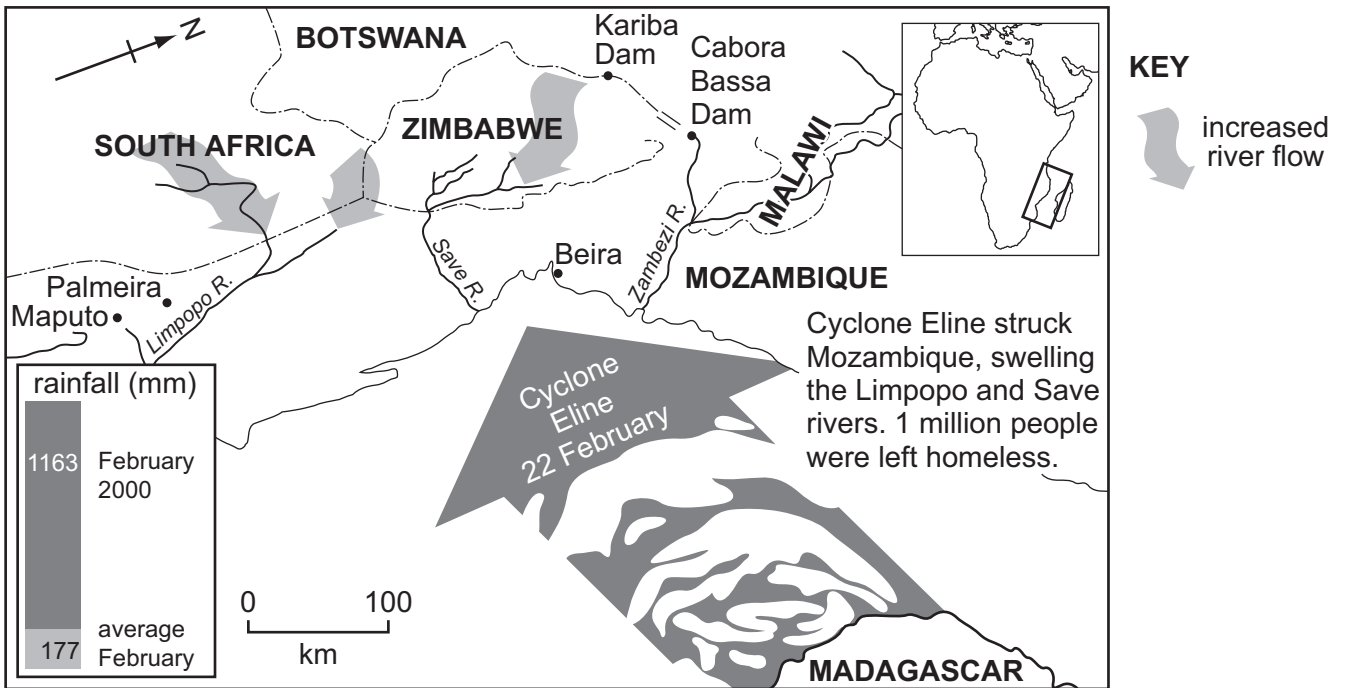 N
BOTSWANA
Kariba
Dam
Cabora
Bassa
Dam
KEY
increased
river flow
SOUTH AFRICA
ZIMBABWE
MALAWI
Palmeira
Maputo
Limpopo R.
Save R.
Beira
Zambezi R.
MOZAMBIQUE
Cyclone Eline struck
Mozambique, swelling
the Limpopo and Save
rivers. 1 million people
were left homeless.
Cyclone
Eline
22 February
rainfall (mm)
1163
February
2000
177
average
February
0 100
km
MADAGASCAR